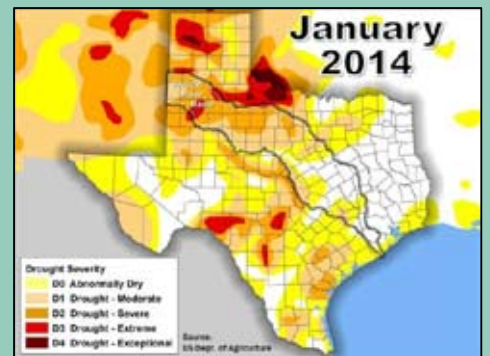 January
2014
Drought Severity
D0 Abnormally Dry
D1 Drought - Moderate
D2 Drought - Severe
D3 Drought - Extreme
D4 Drought - Exceptional
Source:
US Dept. of Agriculture